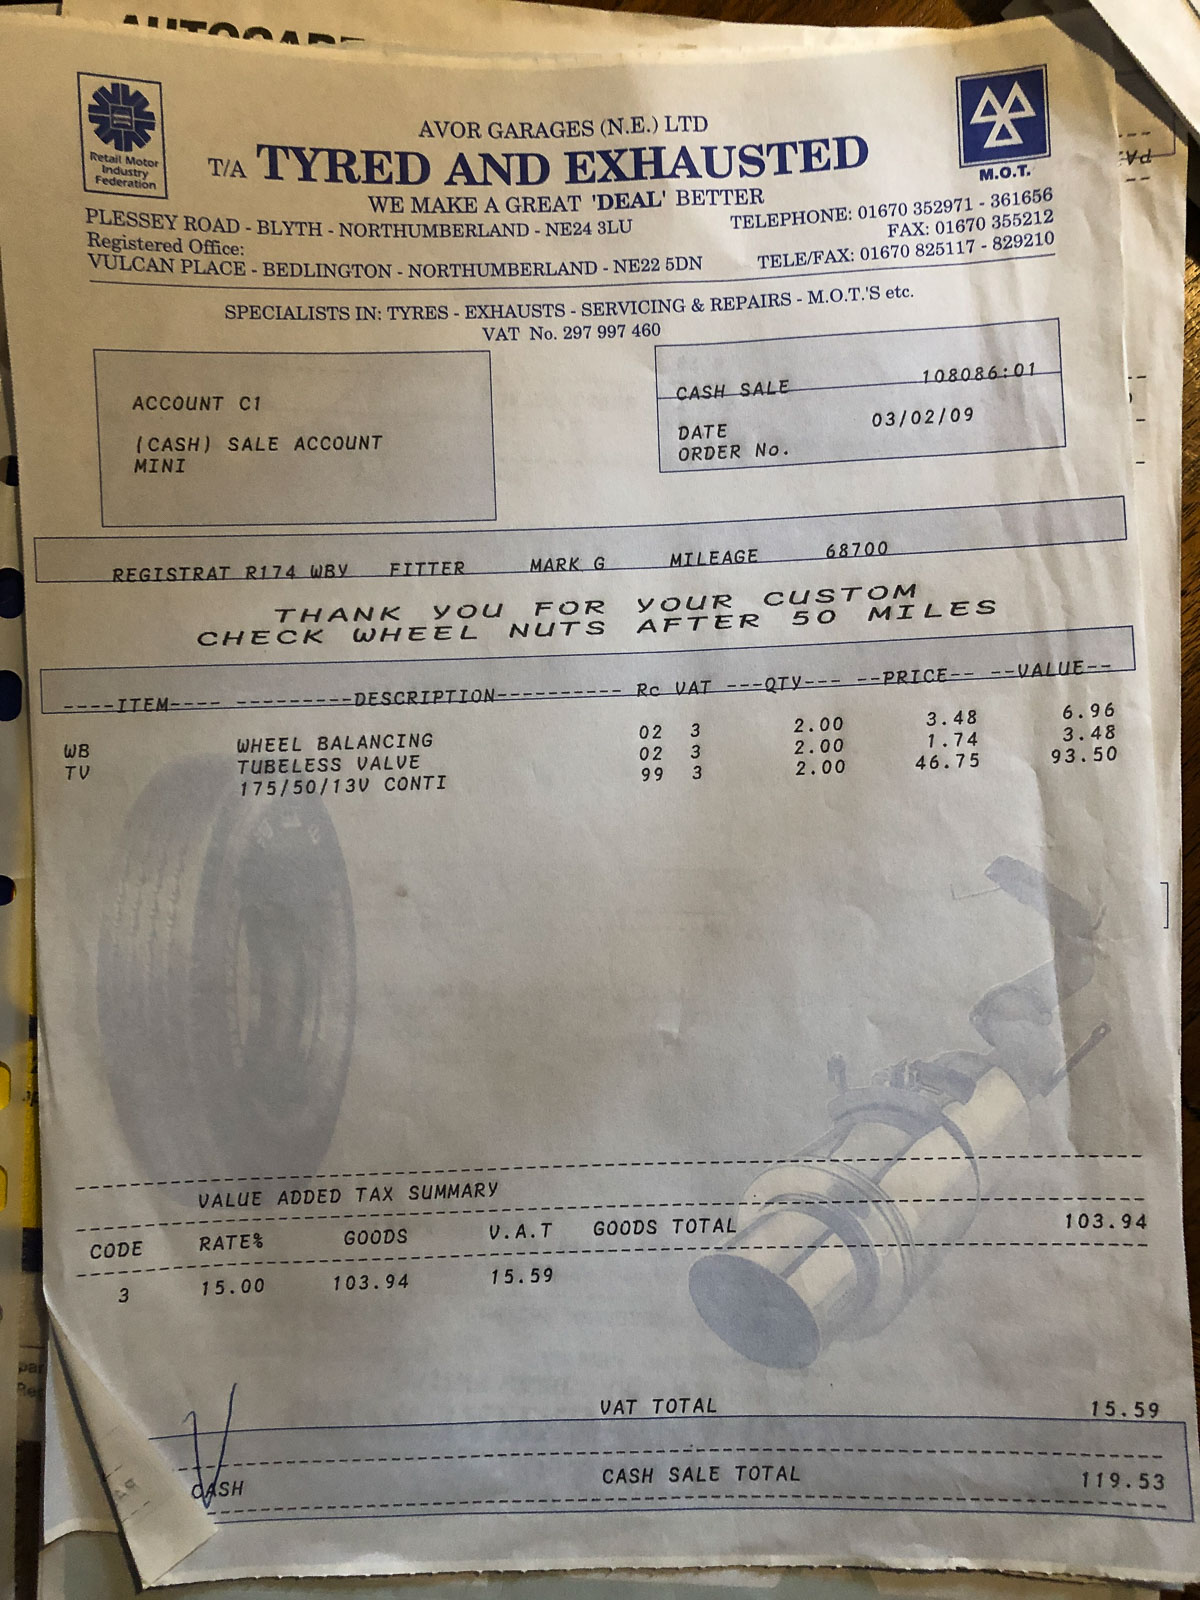 AUTOCAR
Retail Motor
Industry
Federation
M.O.T.
AVOR GARAGES (N.E.) LTD
T/A TYRED AND EXHAUSTED
WE MAKE A GREAT 'DEAL' BETTER
PLESSEY ROAD - BLYTH - NORTHUMBERLAND - NE24 3LU TELEPHONE: 01670 352971 - 361656
Registered Office: FAX: 01670 355212
VULCAN PLACE - BEDLINGTON - NORTHUMBERLAND - NE22 5DN TELE/FAX: 01670 825117 - 829210
SPECIALISTS IN: TYRES - EXHAUSTS - SERVICING & REPAIRS - M.O.T.'S etc.
VAT No. 297 997 460
ACCOUNT C1
(CASH) SALE ACCOUNT
MINI
CASH SALE 108086:01
DATE 03/02/09
ORDER No.
REGISTRAT R174 WBV FITTER MARK G MILEAGE 68700
THANK YOU FOR YOUR CUSTOM
CHECK WHEEL NUTS AFTER 50 MILES
----ITEM---- ---------DESCRIPTION---------- Rc VAT ---QTY--- --PRICE-- --VALUE--
WB WHEEL BALANCING 02 3 2.00 3.48 6.96
TV TUBELESS VALVE 02 3 2.00 1.74 3.48
175/50/13V CONTI 99 3 2.00 46.75 93.50
VALUE ADDED TAX SUMMARY
CODE RATE% GOODS V.A.T GOODS TOTAL 103.94
3 15.00 103.94 15.59
VAT TOTAL 15.59
CASH CASH SALE TOTAL 119.53